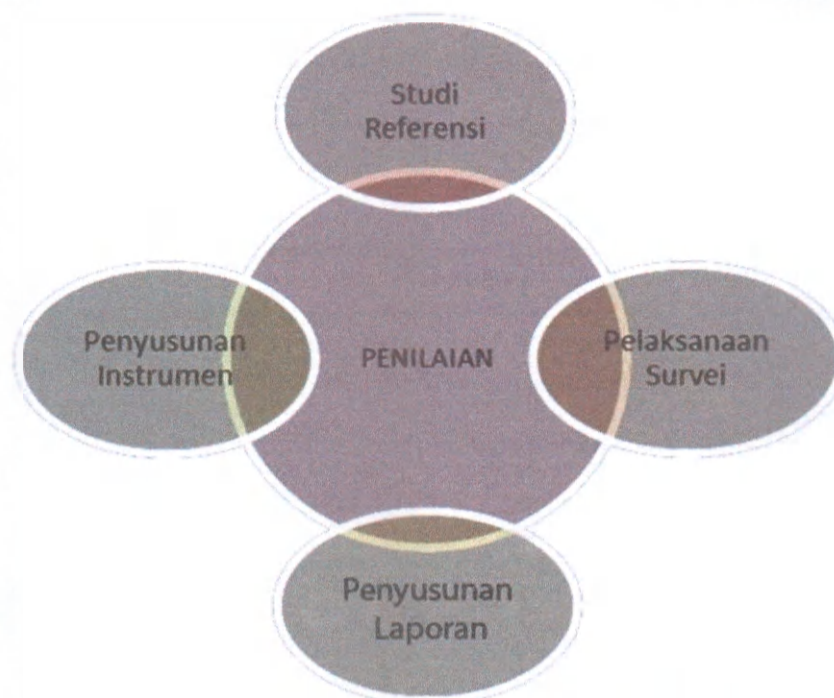 Studi
Referensi
Penyusunan
Instrumen
PENILAIAN
Pelaksanaan
Survei
Penyusunan
Laporan